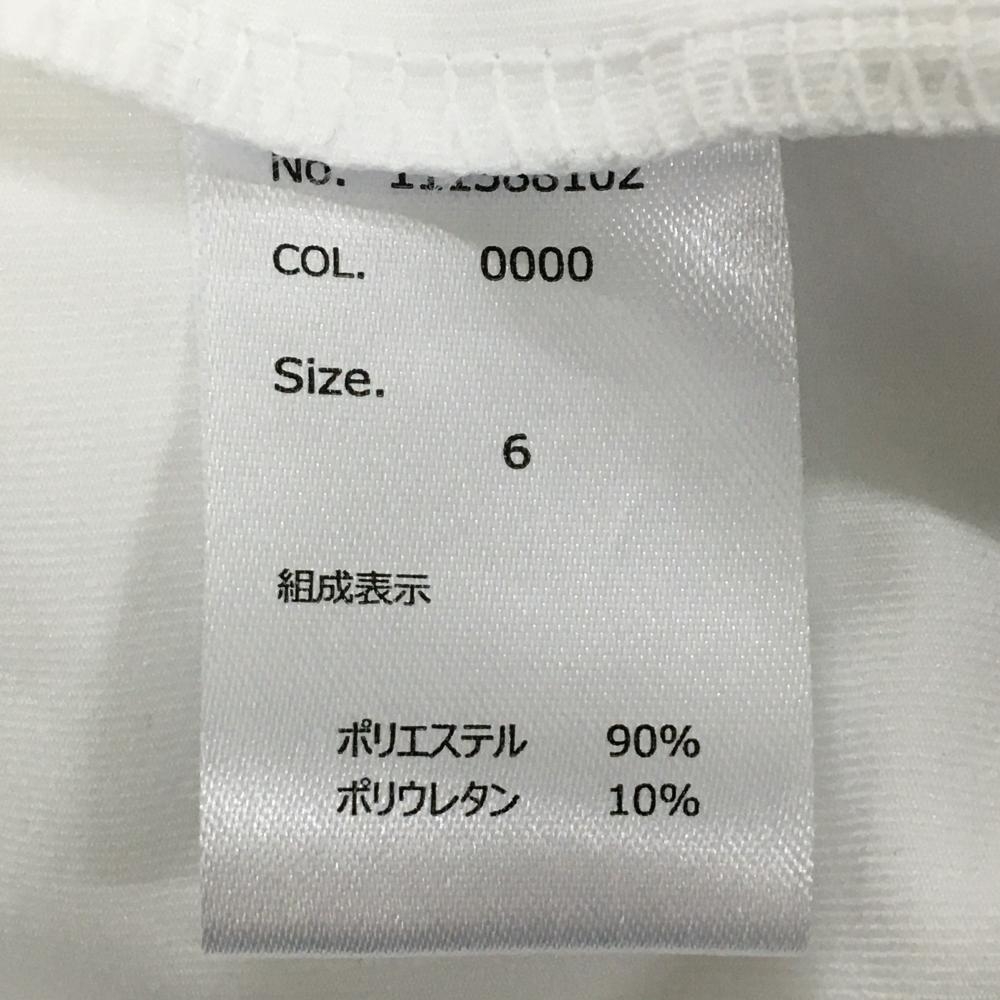 No.
COL. 0000
Size.
6
組成表示
ポリエステル 90%
ポリウレタン 10%